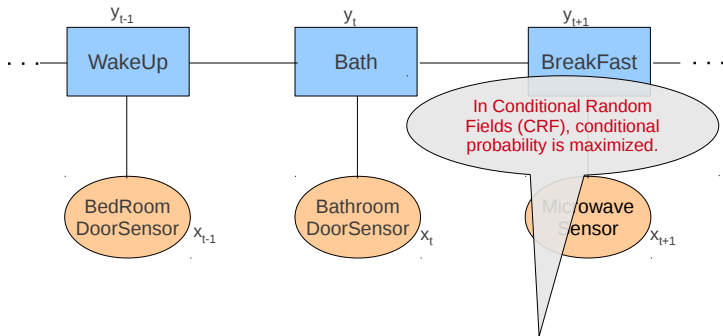 y t-1 y t y t+1
. . . WakeUp Bath BreakFast . . .
In Conditional Random
Fields (CRF), conditional
probability is maximized.
BedRoom
DoorSensor
x t-1
Bathroom
DoorSensor
x t
Microwave
Sensor
x t+1